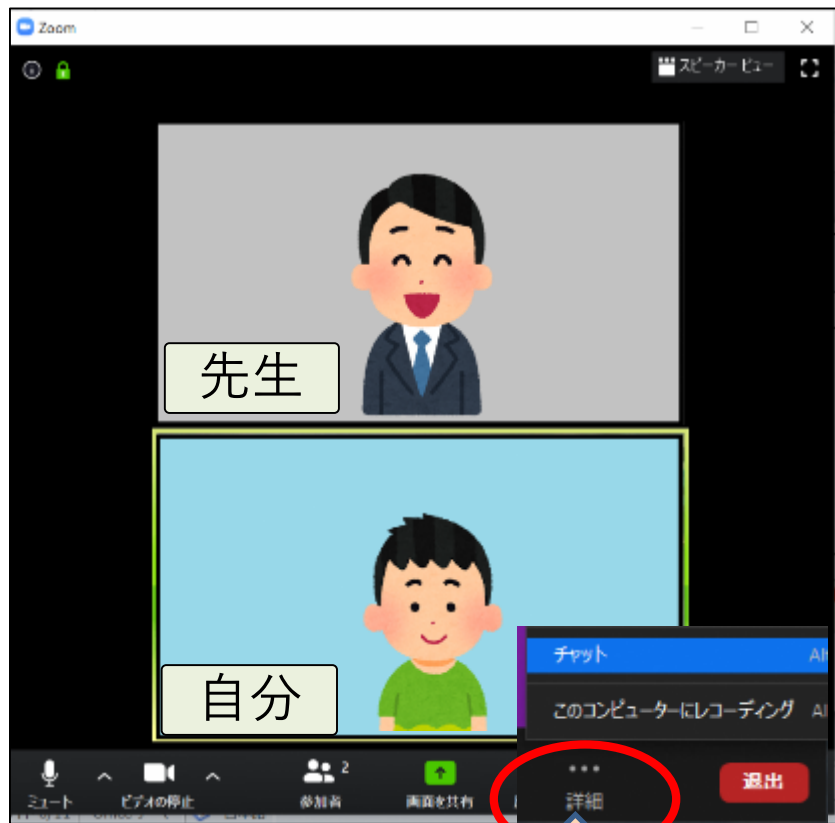 Zoom
スピーカー ビュー
先生
自分
チャット
このコンピューターにレコーディング
2
ミュート
ビデオの停止
参加者
画面を共有
詳細
退出